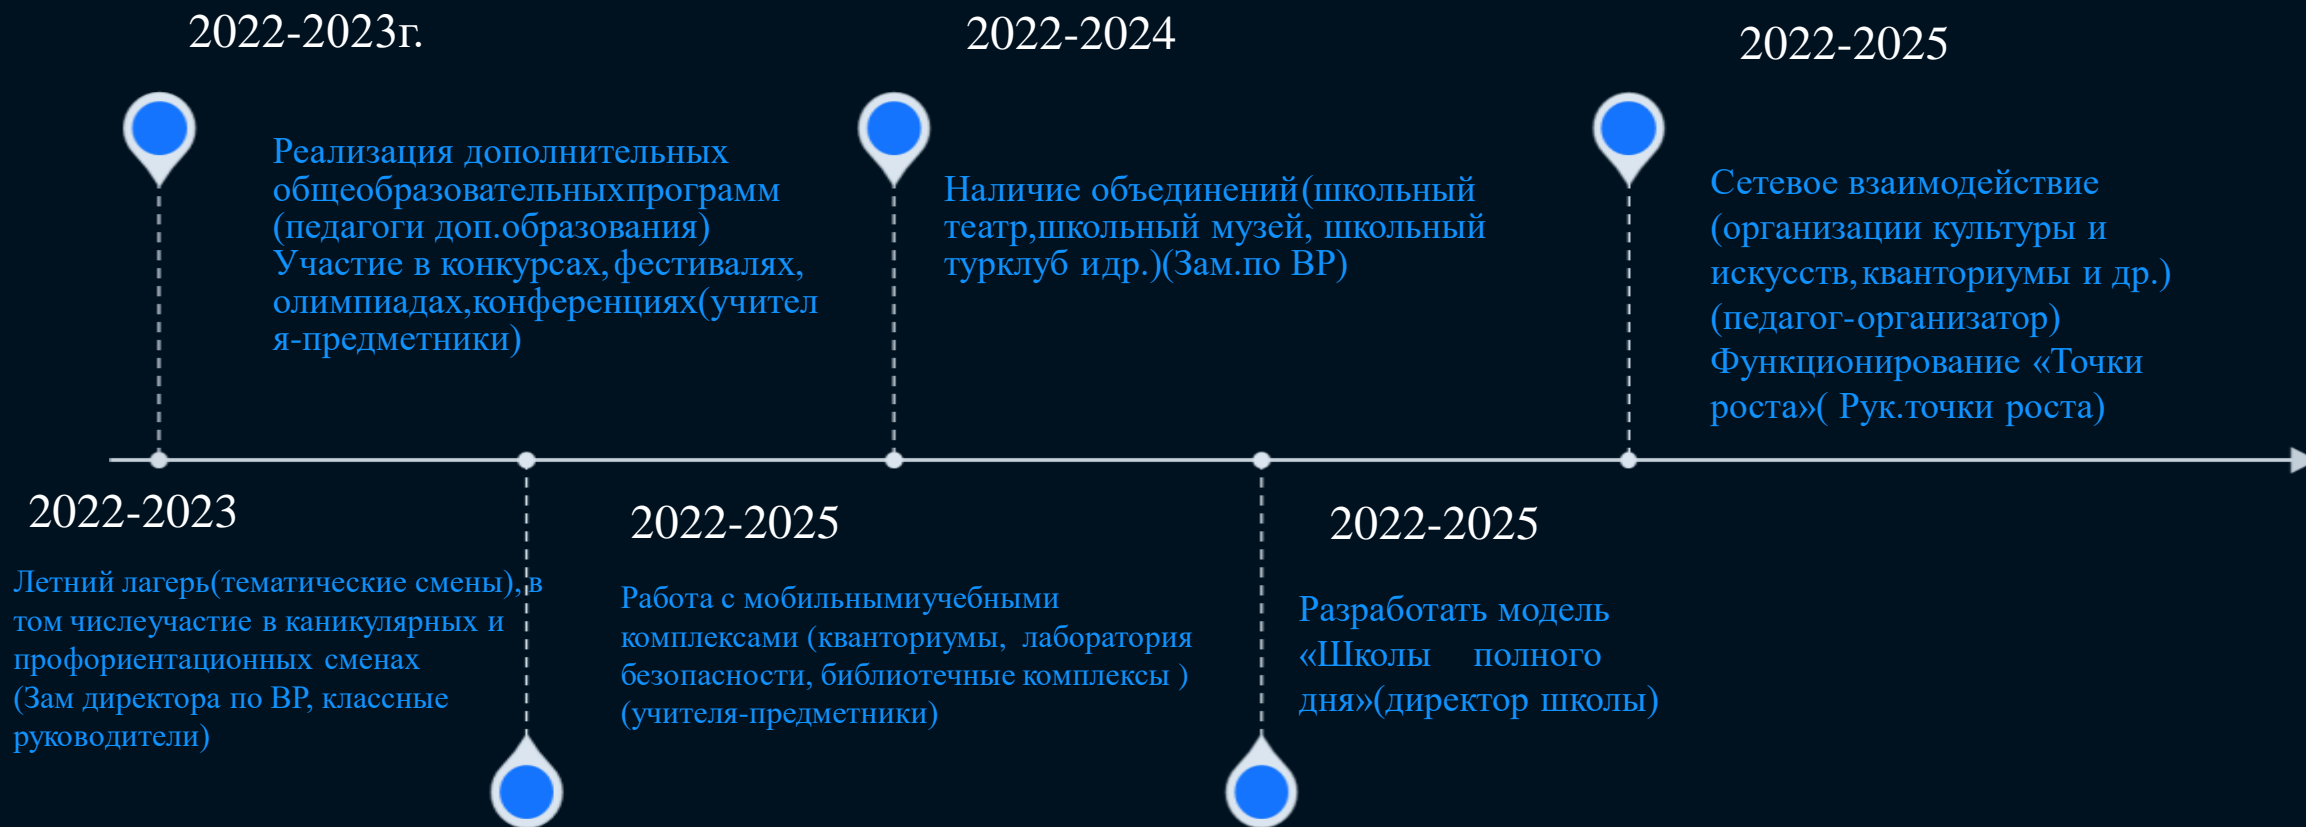 2022-2023г.
Реализация дополнительных
общеобразовательныхпрограмм
(педагоги доп.образования)
Участие в конкурсах,фестивалях,
олимпиадах,конференциях(учител
я-предметники)
2022-2024
Наличие объединений(школьный
театр,школьный музей, школьный
турклуб идр.)(Зам.по ВР)
2022-2025
Сетевое взаимодействие
(организации культуры и
искусств,кванториумы и др.)
(педагог-организатор)
Функционирование «Точки
роста»( Рук.точки роста)
2022-2023
Летний лагерь(тематические смены), в
том числеучастие в каникулярных и
профориентационных сменах
(Зам директора по ВР, классные
руководители)
2022-2025
Работа с мобильнымиучебными
комплексами (кванториумы, лаборатория
безопасности, библиотечные комплексы )
(учителя-предметники)
2022-2025
Разработать модель
«Школы полного
дня»(директор школы)